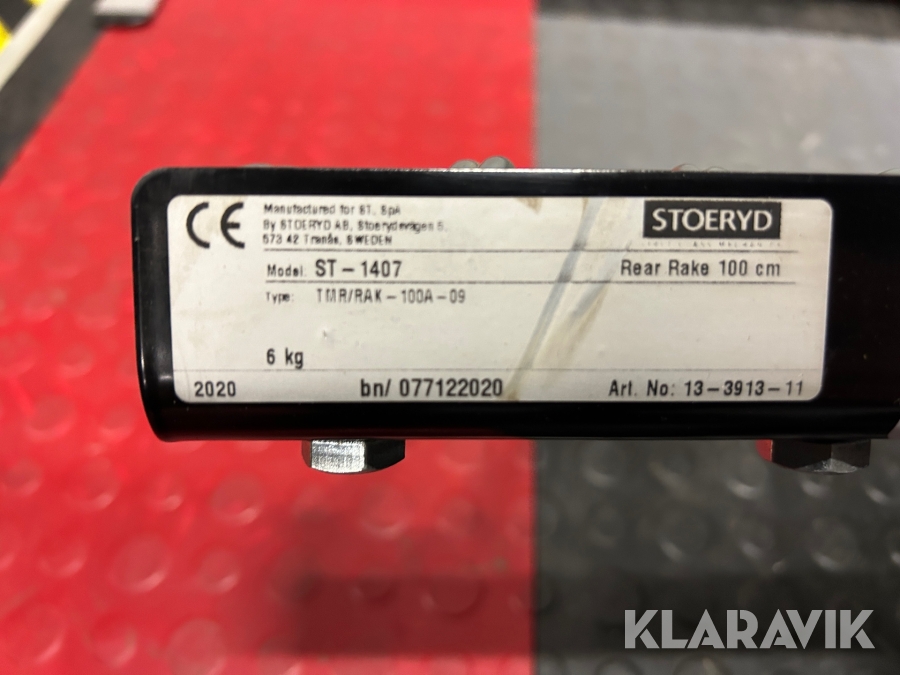 CE
Manufactured for ST. SpA
By STOERYD AB, Stoerydsvägen 5,
573 42 Tranås, SWEDEN
STOERYD
Model: ST-1407
Rear Rake 100 cm
Type: TMR/RAK-100A-09
6 kg
2020
bn/ 077122020
Art. No: 13-3913-11
KLARAVIK